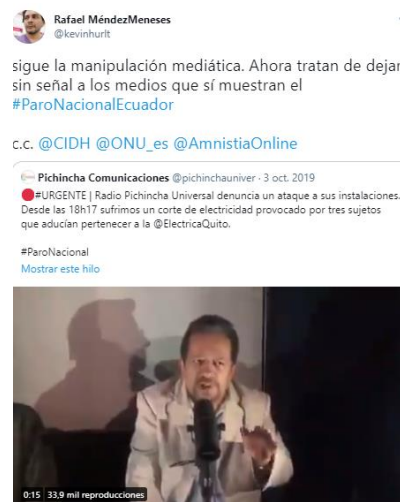 Rafael MéndezMeneses
@kevinhurlt
sigue la manipulación mediática. Ahora tratan de dejar
sin señal a los medios que sí muestran el
#ParoNacionalEcuador
c.c. @CIDH @ONU_es @AmnistiaOnline
Pichincha Comunicaciones @pichinchauniver · 3 oct. 2019
#URGENTE | Radio Pichincha Universal denuncia un ataque a sus instalaciones.
Desde las 18h17 sufrimos un corte de electricidad provocado por tres sujetos
que aducían pertenecer a la @ElectricaQuito.
#ParoNacional
Mostrar este hilo
0:15 33,9 mil reproducciones